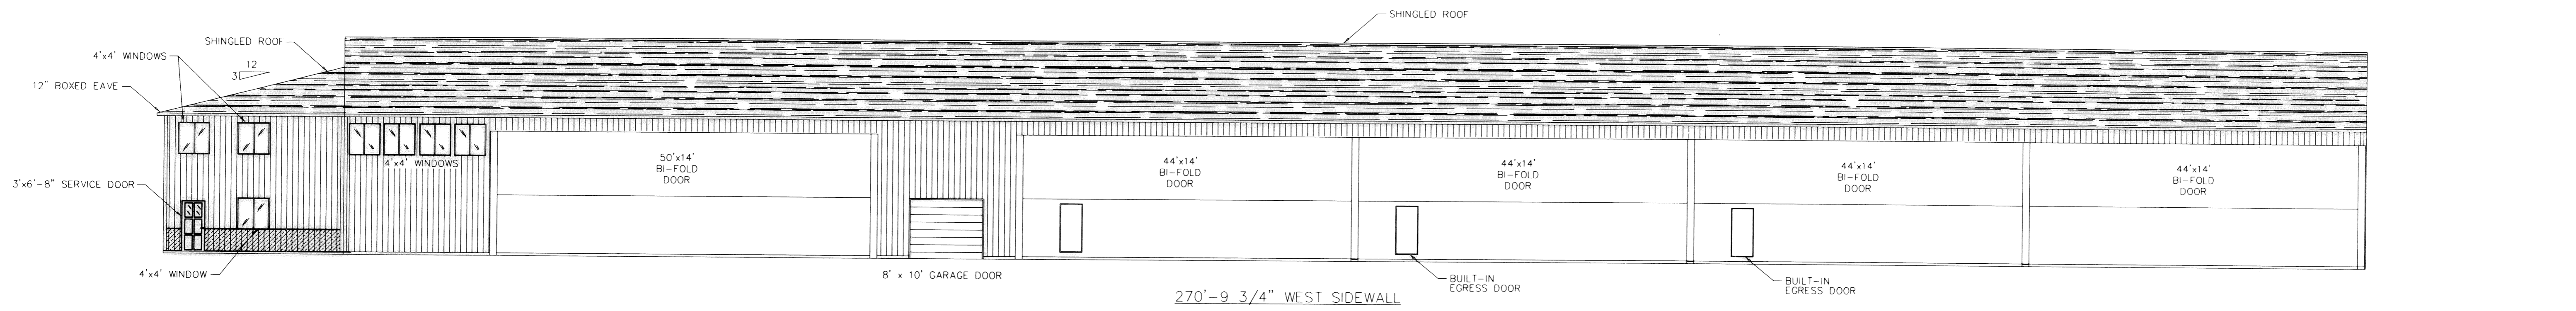 SHINGLED ROOF
SHINGLED ROOF
4'x4' WINDOWS
12
3
12" BOXED EAVE
4'x4' WINDOWS
50'x14'
BI-FOLD
DOOR
44'x14'
BI-FOLD
DOOR
44'x14'
BI-FOLD
DOOR
44'x14'
BI-FOLD
DOOR
44'x14'
BI-FOLD
DOOR
3'x6'-8" SERVICE DOOR
4'x4' WINDOW
8' x 10' GARAGE DOOR
BUILT-IN
EGRESS DOOR
BUILT-IN
EGRESS DOOR
270'-9 3/4" WEST SIDEWALL